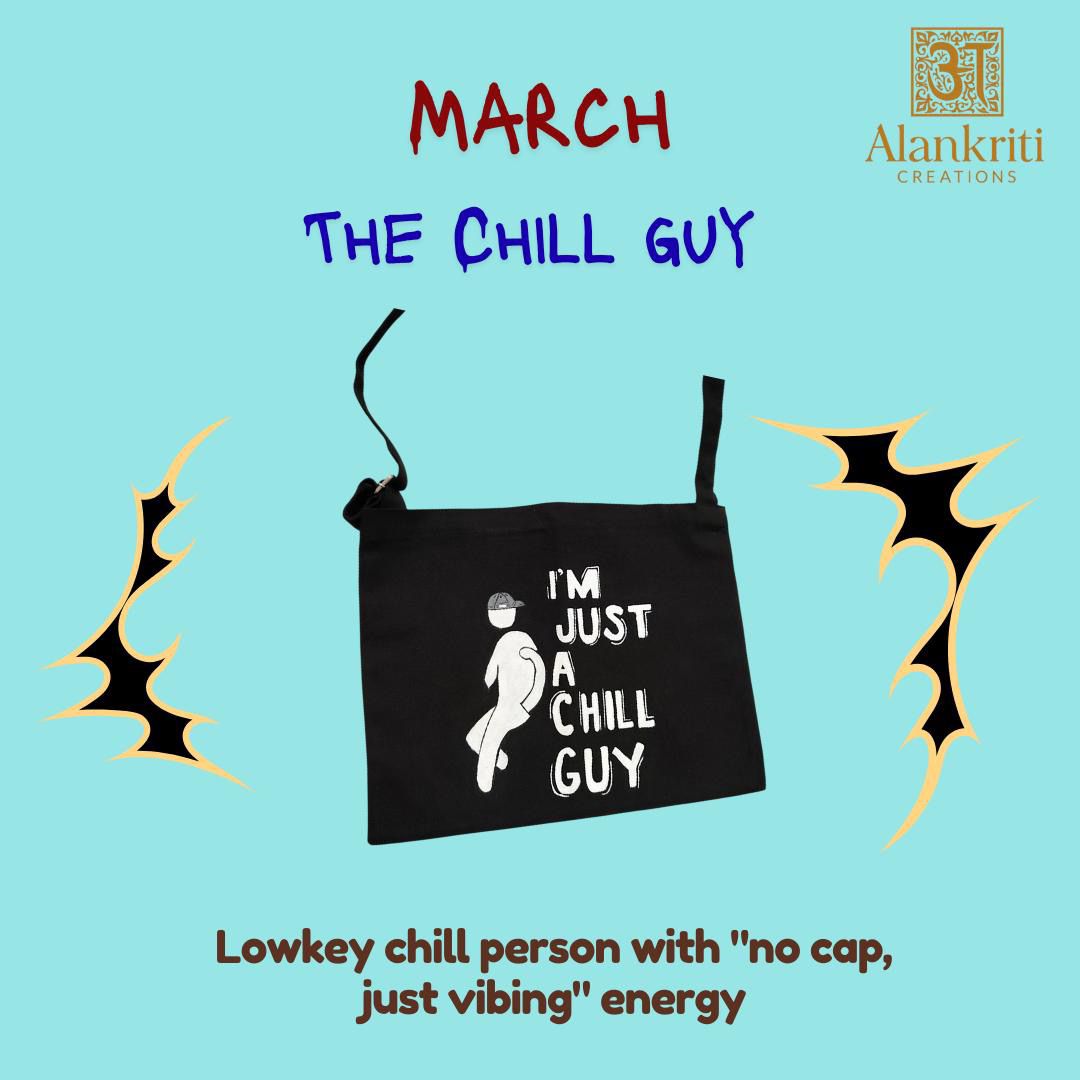 अ
Alankriti
CREATIONS
MARCH
THE CHILL GUY
I'M
JUST
A
CHILL
GUY
Lowkey chill person with "no cap,
just vibing" energy